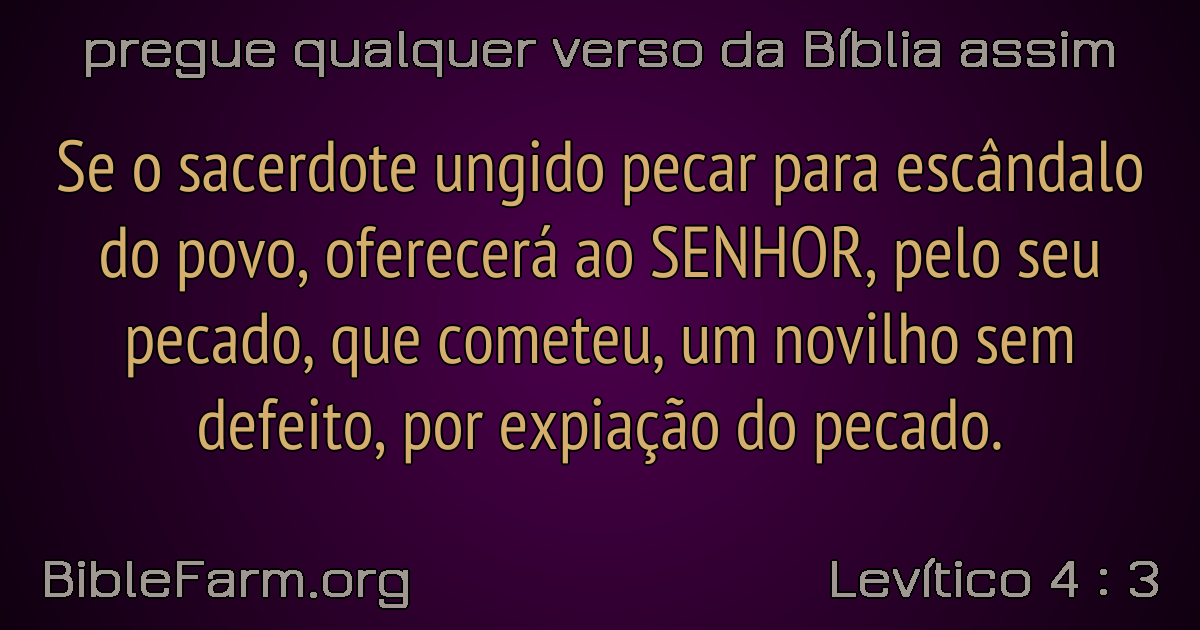 pregue qualquer verso da Bíblia assim
Se o sacerdote ungido pecar para escândalo
do povo, oferecerá ao SENHOR, pelo seu
pecado, que cometeu, um novilho sem
defeito, por expiação do pecado.
BibleFarm.org
Levítico 4 : 3